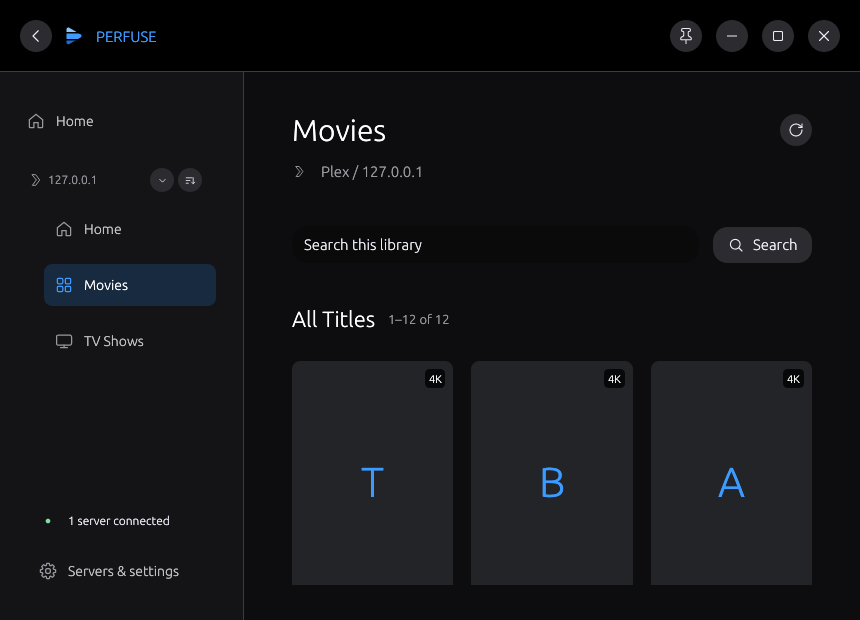 PERFUSE
Home
127.0.0.1
Home
Movies
TV Shows
1 server connected
Servers & settings
Movies
Plex / 127.0.0.1
Search this library
Search
All Titles 1–12 of 12
4K
T
4K
B
4K
A